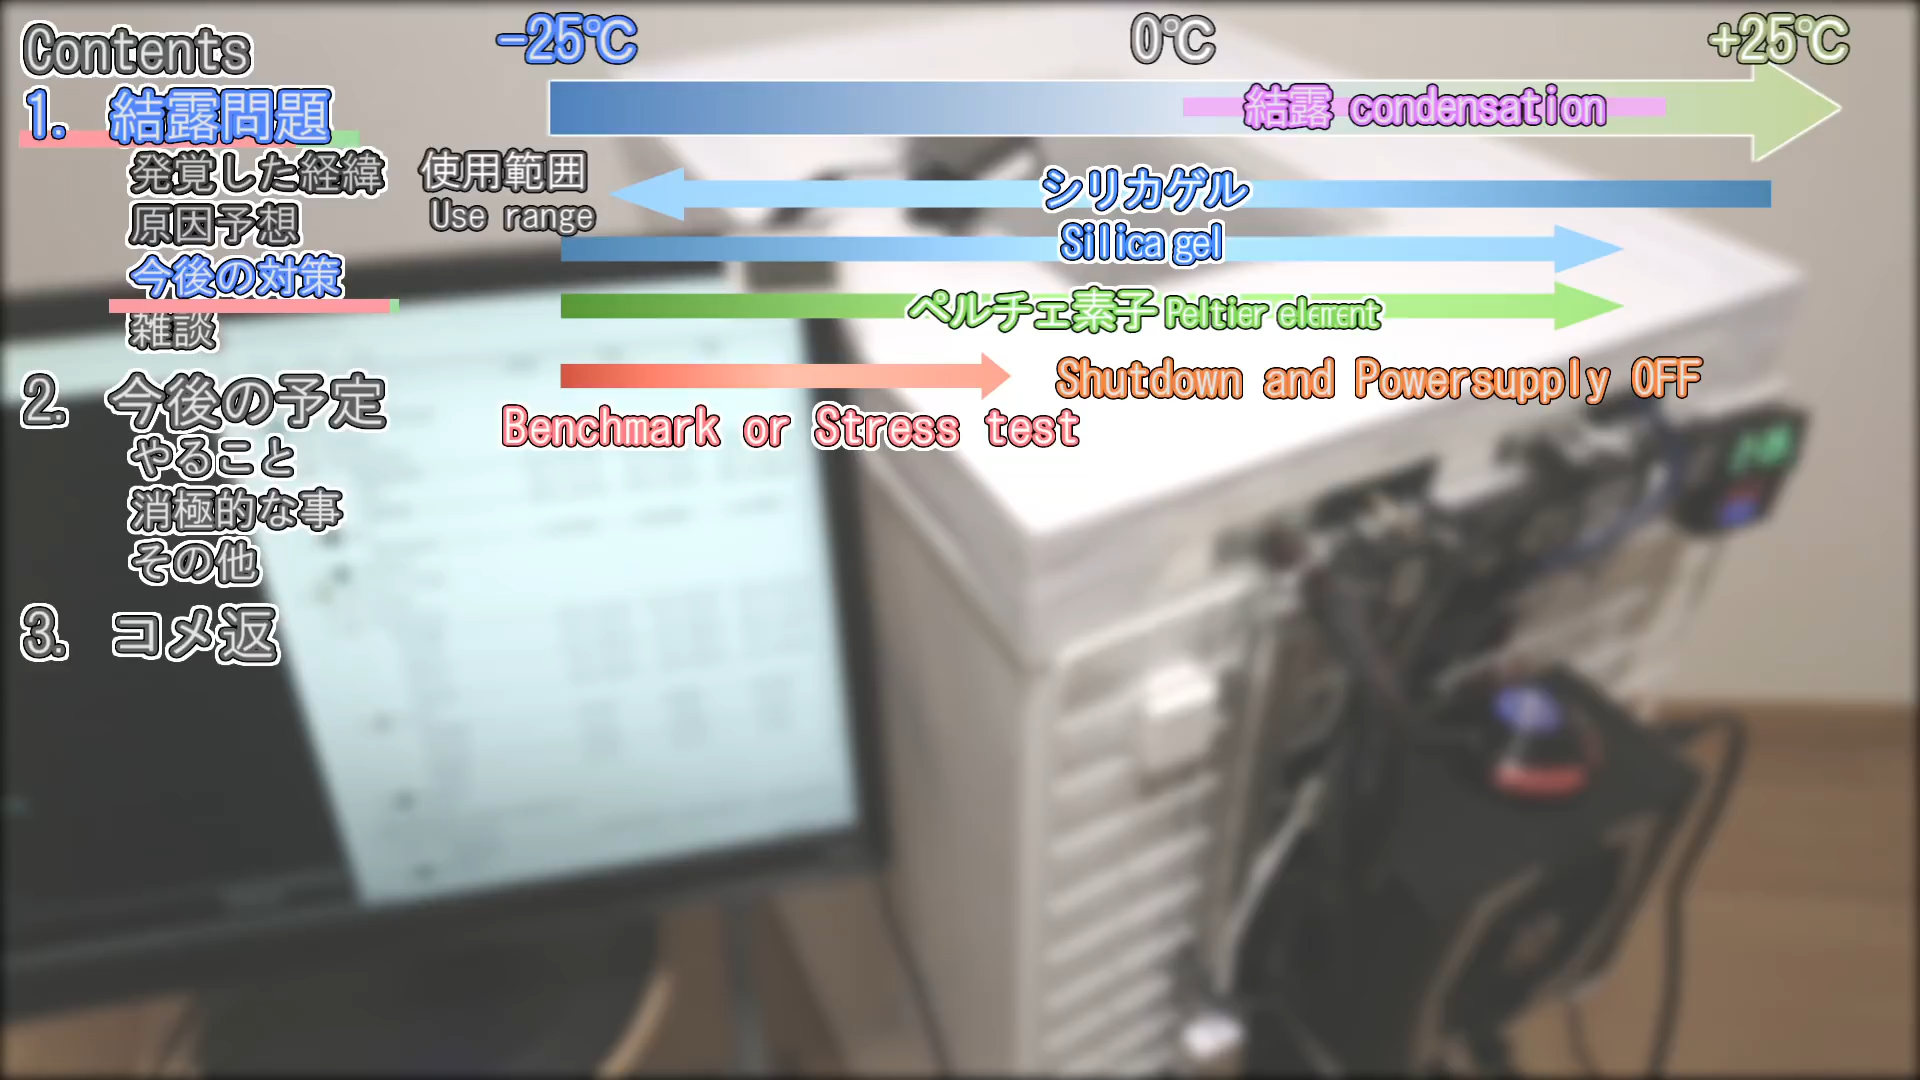 Contents
1. 結露問題
発覚した経緯
原因予想
今後の対策
雑談
2. 今後の予定
やること
消極的な事
その他
3. コメ返
-25℃ 0℃ +25℃
結露 condensation
使用範囲
Use range
シリカゲル
Silica gel
ペルチェ素子 Peltier element
Shutdown and Powersupply OFF
Benchmark or Stress test